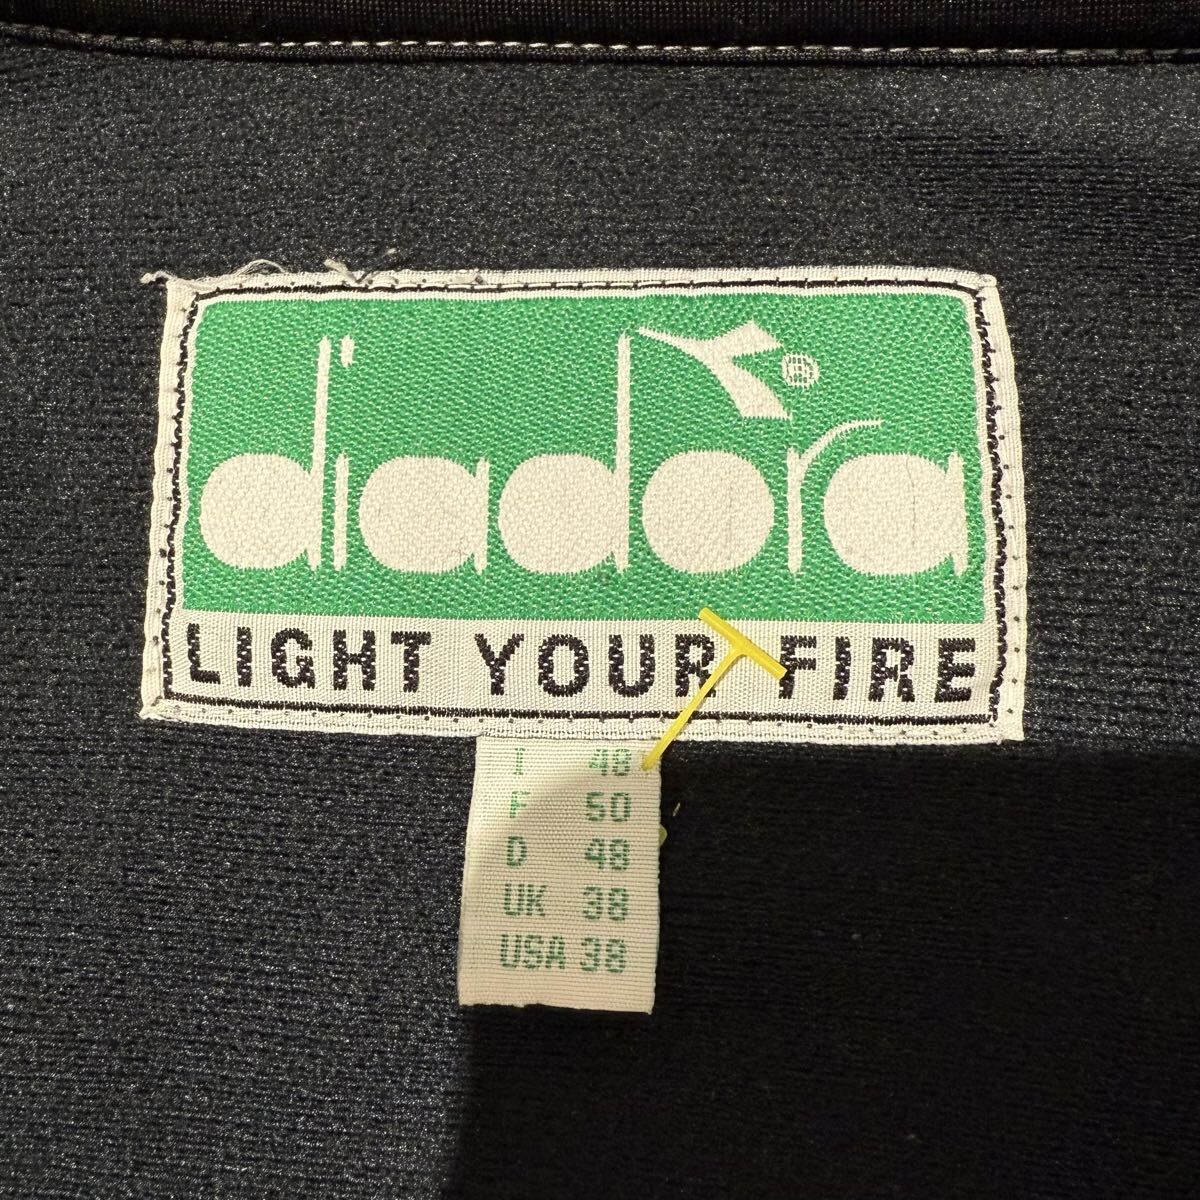 diadora®
LIGHT YOUR FIRE
I 48
F 50
D 48
UK 38
USA 38